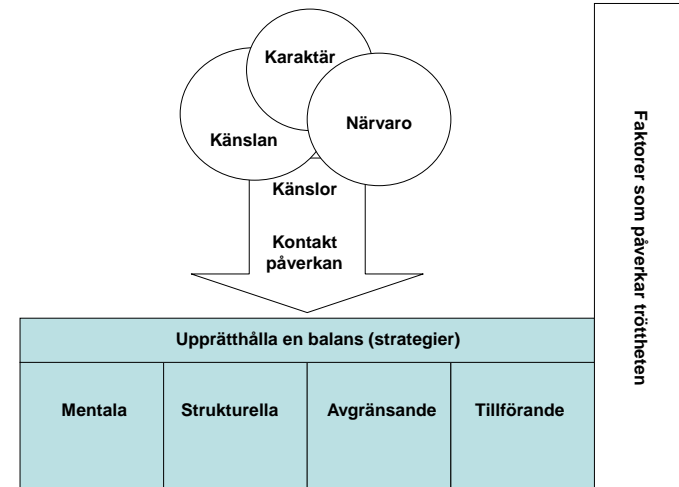 Karaktär
Känslan
Närvaro
Känslor
Kontakt
påverkan
Upprätthålla en balans (strategier)
Mentala
Strukturella
Avgränsande
Tillförande
Faktorer som påverkar tröttheten